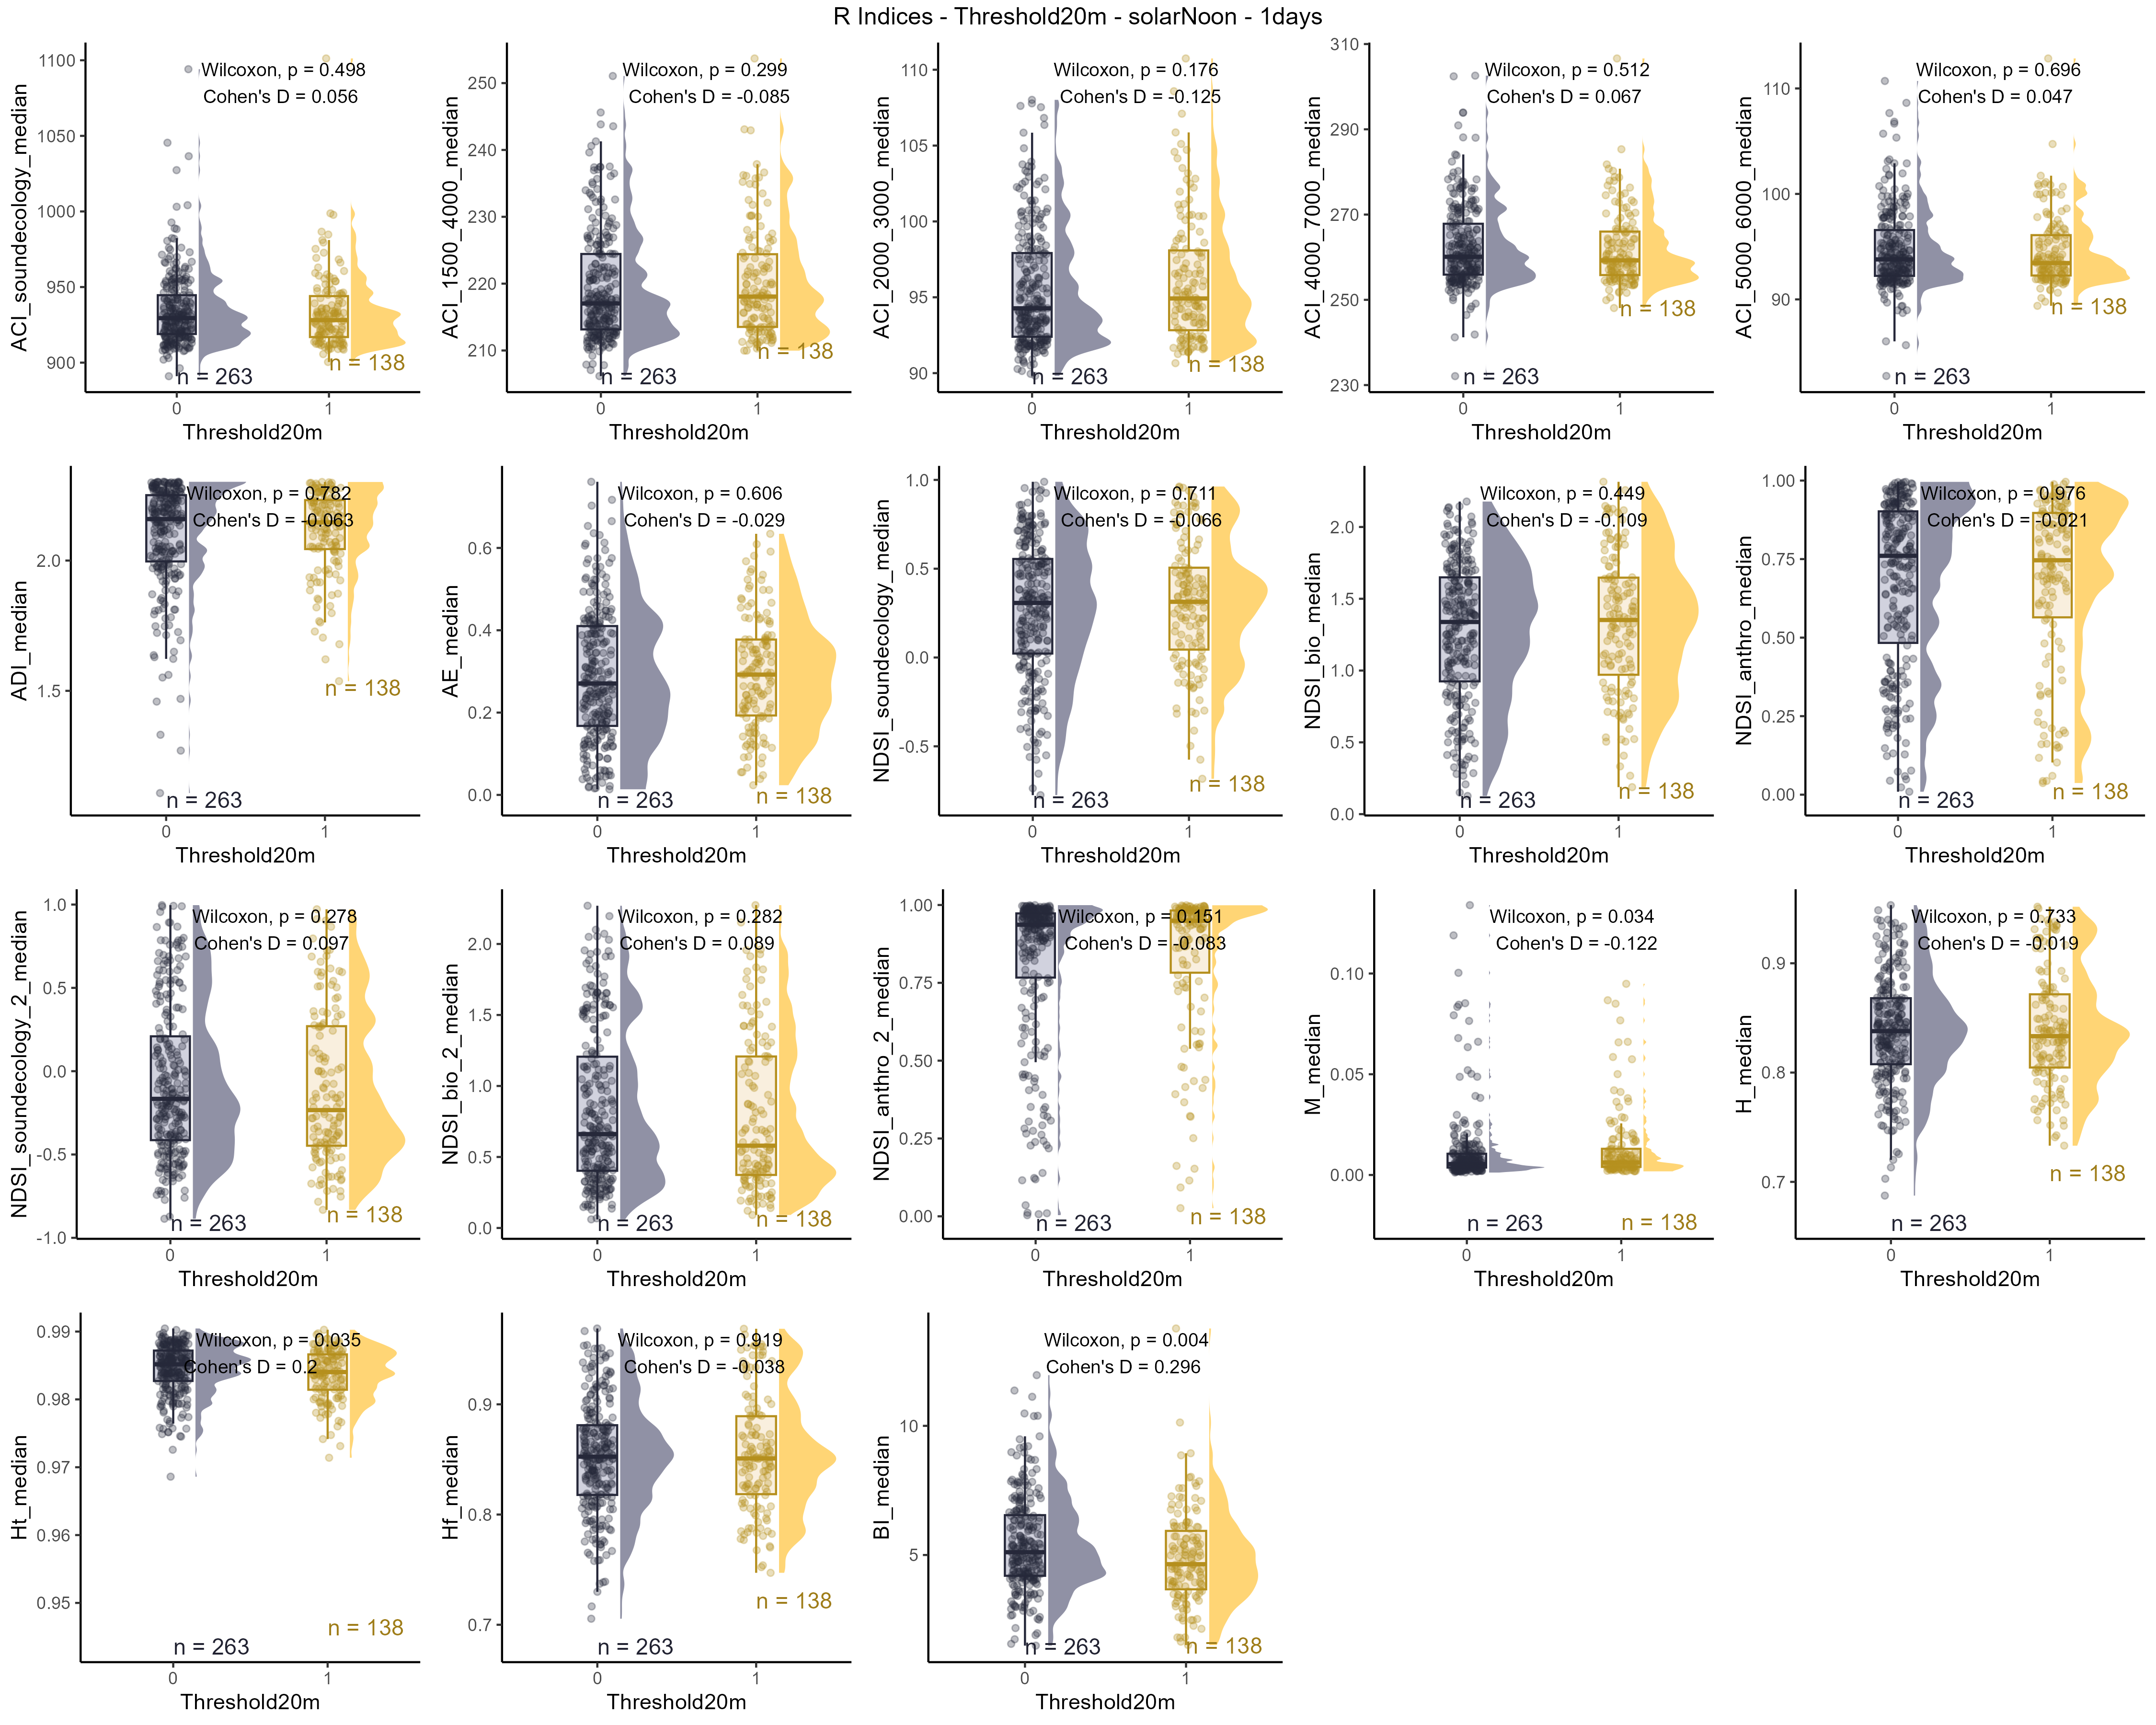 R Indices - Threshold20m - solarNoon - 1days
ACI_soundecology_median
1100
1050
1000
950
900
Wilcoxon, p = 0.498
Cohen's D = 0.056
n = 263
n = 138
0
1
Threshold20m
ACI_1500_4000_median
250
240
230
220
210
Wilcoxon, p = 0.299
Cohen's D = -0.085
n = 263
n = 138
0
1
Threshold20m
ACI_2000_3000_median
110
105
100
95
90
Wilcoxon, p = 0.176
Cohen's D = -0.125
n = 263
n = 138
0
1
Threshold20m
ACI_4000_7000_median
310
290
270
250
230
Wilcoxon, p = 0.512
Cohen's D = 0.067
n = 263
n = 138
0
1
Threshold20m
ACI_5000_6000_median
110
100
90
Wilcoxon, p = 0.696
Cohen's D = 0.047
n = 263
n = 138
0
1
Threshold20m
ADI_median
2.0
1.5
Wilcoxon, p = 0.782
Cohen's D = -0.063
n = 263
n = 138
0
1
Threshold20m
AE_median
0.6
0.4
0.2
0.0
Wilcoxon, p = 0.606
Cohen's D = -0.029
n = 263
n = 138
0
1
Threshold20m
NDSI_soundecology_median
1.0
0.5
0.0
-0.5
Wilcoxon, p = 0.711
Cohen's D = -0.066
n = 263
n = 138
0
1
Threshold20m
NDSI_bio_median
2.0
1.5
1.0
0.5
0.0
Wilcoxon, p = 0.449
Cohen's D = -0.109
n = 263
n = 138
0
1
Threshold20m
NDSI_anthro_median
1.00
0.75
0.50
0.25
0.00
Wilcoxon, p = 0.976
Cohen's D = -0.021
n = 263
n = 138
0
1
Threshold20m
NDSI_soundecology_2_median
1.0
0.5
0.0
-0.5
-1.0
Wilcoxon, p = 0.278
Cohen's D = 0.097
n = 263
n = 138
0
1
Threshold20m
NDSI_bio_2_median
2.0
1.5
1.0
0.5
0.0
Wilcoxon, p = 0.282
Cohen's D = 0.089
n = 263
n = 138
0
1
Threshold20m
NDSI_anthro_2_median
1.00
0.75
0.50
0.25
0.00
Wilcoxon, p = 0.151
Cohen's D = -0.083
n = 263
n = 138
0
1
Threshold20m
M_median
0.10
0.05
0.00
Wilcoxon, p = 0.034
Cohen's D = -0.122
n = 263
n = 138
0
1
Threshold20m
H_median
0.9
0.8
0.7
Wilcoxon, p = 0.733
Cohen's D = -0.019
n = 263
n = 138
0
1
Threshold20m
Ht_median
0.99
0.98
0.97
0.96
0.95
Wilcoxon, p = 0.035
Cohen's D = 0.2
n = 263
n = 138
0
1
Threshold20m
Hf_median
0.9
0.8
0.7
Wilcoxon, p = 0.919
Cohen's D = -0.038
n = 263
n = 138
0
1
Threshold20m
BI_median
10
5
Wilcoxon, p = 0.004
Cohen's D = 0.296
n = 263
n = 138
0
1
Threshold20m